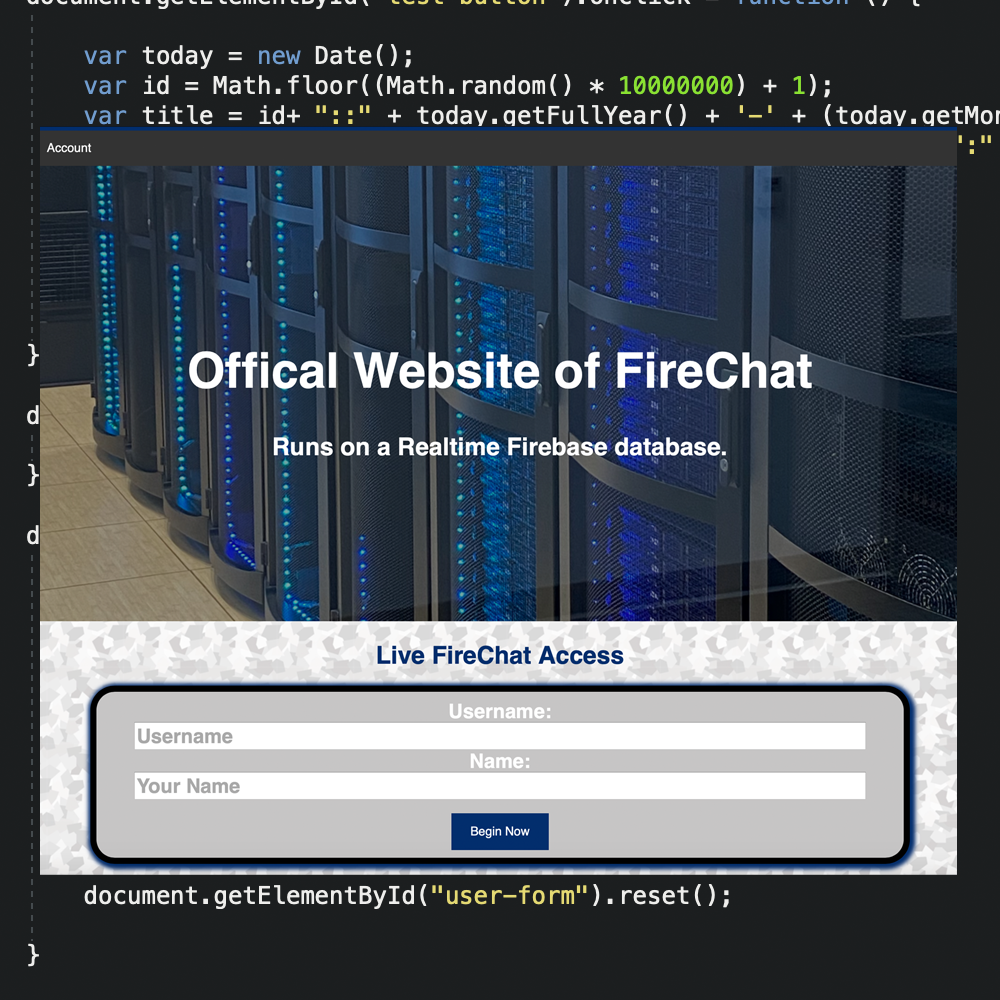 document.getElementById("test-button").onclick = function () {
var today = new Date();
var id = Math.floor((Math.random() * 10000000) + 1);
var title = id+ "::" + today.getFullYear() + '-' + (today.getMon
':"
Account
}
Offical Website of FireChat
d
Runs on a Realtime Firebase database.
}
d
Live FireChat Access
Username:
Username
Name:
Your Name
Begin Now
document.getElementById("user-form").reset();
}